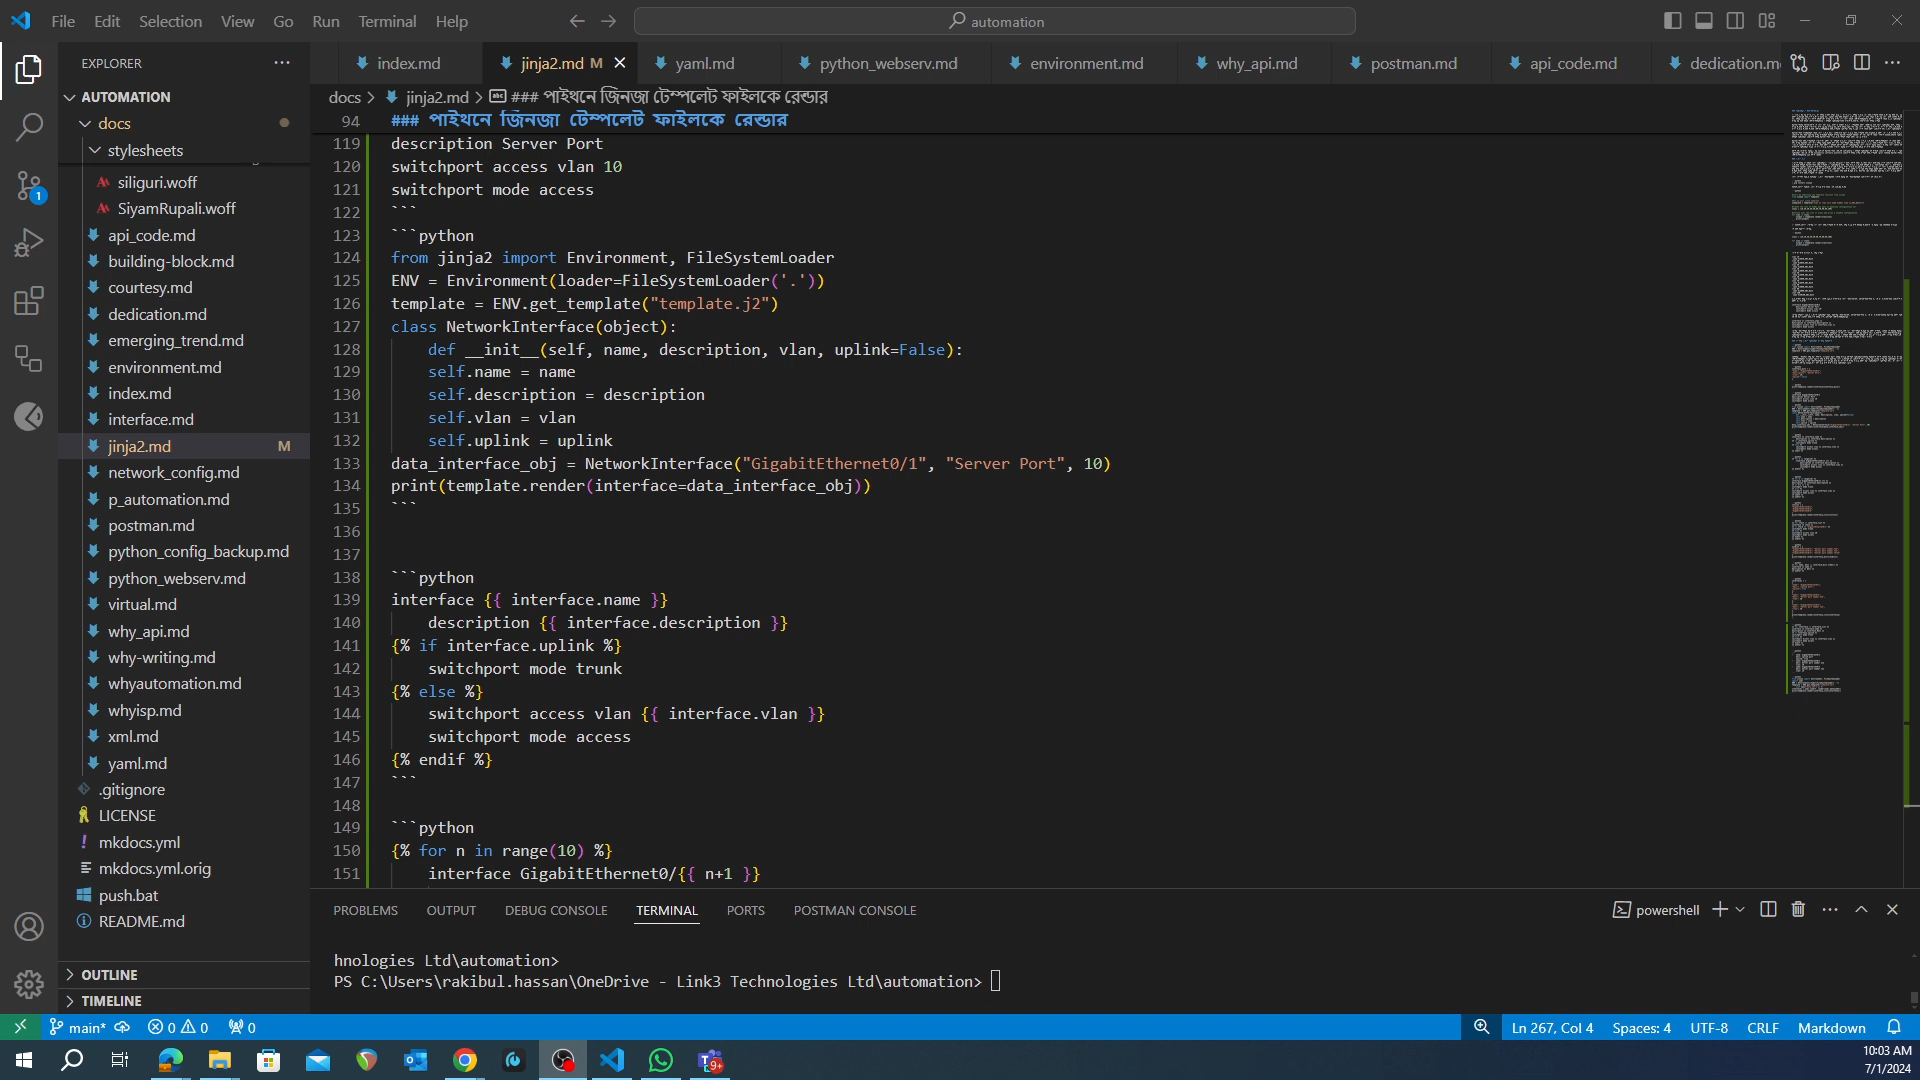 File Edit Selection View Go Run Terminal Help
automation
EXPLORER
index.md
jinja2.md M
yaml.md
python_webserv.md
environment.md
why_api.md
postman.md
api_code.md
dedication.m
AUTOMATION
docs
stylesheets
siliguri.woff
SiyamRupali.woff
api_code.md
building-block.md
courtesy.md
dedication.md
emerging_trend.md
environment.md
index.md
interface.md
jinja2.md M
network_config.md
p_automation.md
postman.md
python_config_backup.md
python_webserv.md
virtual.md
why_api.md
why-writing.md
whyautomation.md
whyisp.md
xml.md
yaml.md
.gitignore
LICENSE
mkdocs.yml
mkdocs.yml.orig
push.bat
README.md
OUTLINE
TIMELINE
1
docs > jinja2.md > ### পাইথনে জিনজা টেম্পলেট ফাইলকে রেন্ডার
94 ### পাইথনে জিনজা টেম্পলেট ফাইলকে রেন্ডার
119 description Server Port
120 switchport access vlan 10
121 switchport mode access
122 ```
123 ```python
124 from jinja2 import Environment, FileSystemLoader
125 ENV = Environment(loader=FileSystemLoader('.'))
126 template = ENV.get_template("template.j2")
127 class NetworkInterface(object):
128 def __init__(self, name, description, vlan, uplink=False):
129 self.name = name
130 self.description = description
131 self.vlan = vlan
132 self.uplink = uplink
133 data_interface_obj = NetworkInterface("GigabitEthernet0/1", "Server Port", 10)
134 print(template.render(interface=data_interface_obj))
135 ```
136
137
138 ```python
139 interface {{ interface.name }}
140 description {{ interface.description }}
141 {% if interface.uplink %}
142 switchport mode trunk
143 {% else %}
144 switchport access vlan {{ interface.vlan }}
145 switchport mode access
146 {% endif %}
147 ```
148
149 ```python
150 {% for n in range(10) %}
151 interface GigabitEthernet0/{{ n+1 }}
PROBLEMS OUTPUT DEBUG CONSOLE TERMINAL PORTS POSTMAN CONSOLE
powershell
hnologies Ltd\automation>
PS C:\Users\rakibul.hassan\OneDrive - Link3 Technologies Ltd\automation>
main* 0 0 0
Ln 267, Col 4 Spaces: 4 UTF-8 CRLF Markdown
9+
10:03 AM
7/1/2024